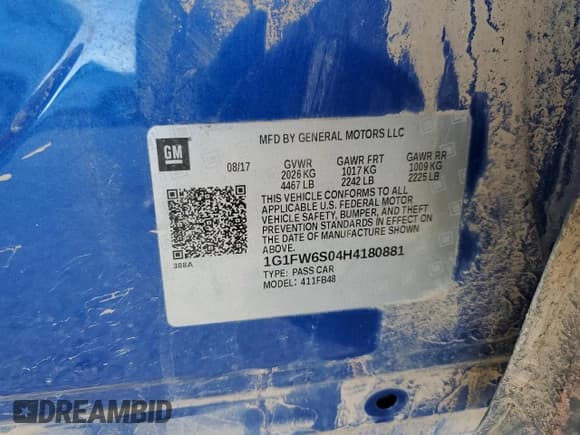 MFD BY GENERAL MOTORS LLC
GM
08/17 GVWR GAWR FRT GAWR RR
2026 KG 1017 KG 1009 KG
4467 LB 2242 LB 2225 LB
THIS VEHICLE CONFORMS TO ALL
APPLICABLE U.S. FEDERAL MOTOR
VEHICLE SAFETY, BUMPER, AND THEFT
PREVENTION STANDARDS IN EFFECT ON
THE DATE OF MANUFACTURE SHOWN
ABOVE.
388A
1G1FW6S04H4180881
TYPE: PASS CAR
MODEL: 411FB48
DREAMBID